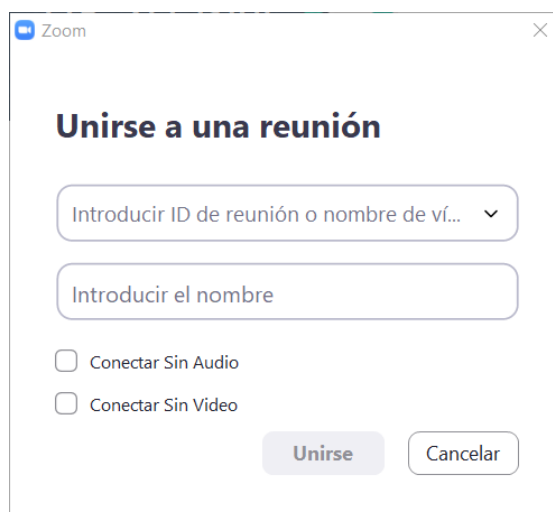 Zoom
Unirse a una reunión
Introducir ID de reunión o nombre de ví...
Introducir el nombre
Conectar Sin Audio
Conectar Sin Video
Unirse Cancelar